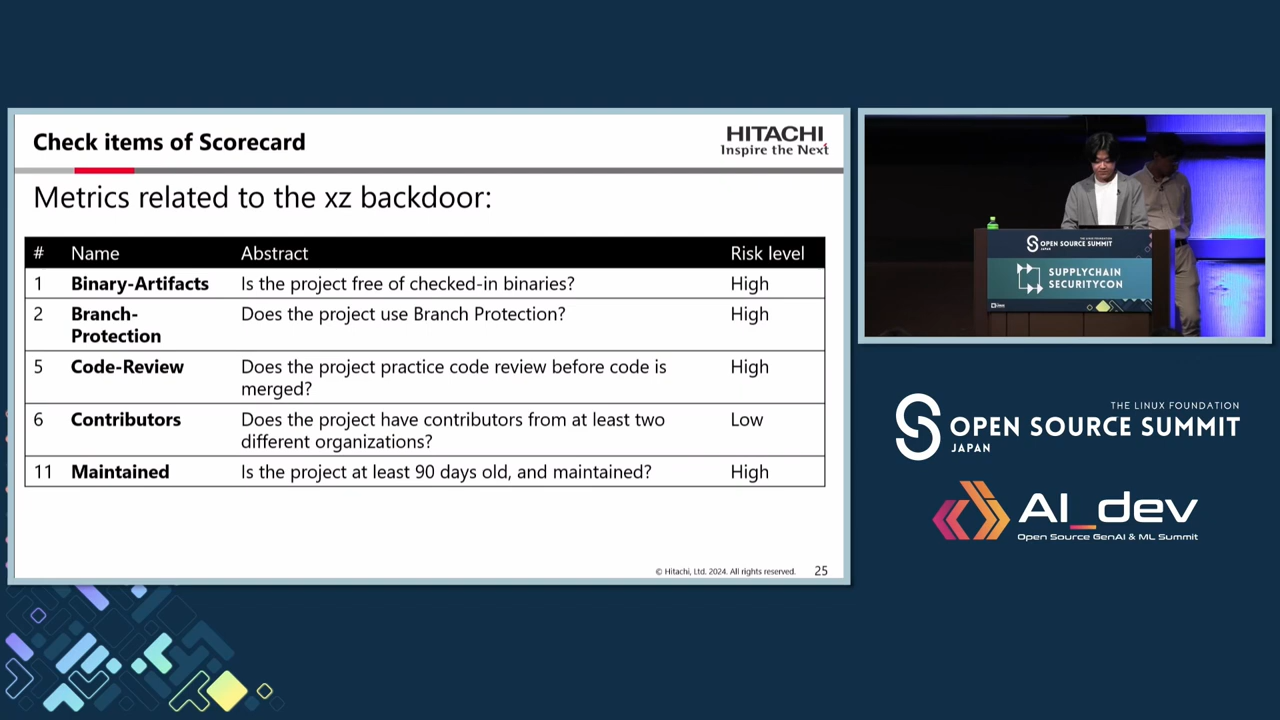 Check items of Scorecard
HITACHI
Inspire the Next
Metrics related to the xz backdoor:
# Name Abstract Risk level
1 Binary-Artifacts Is the project free of checked-in binaries? High
2 Branch-Protection Does the project use Branch Protection? High
5 Code-Review Does the project practice code review before code is merged? High
6 Contributors Does the project have contributors from at least two different organizations? Low
11 Maintained Is the project at least 90 days old, and maintained? High
© Hitachi, Ltd. 2024. All rights reserved. 25
THE LINUX FOUNDATION
OPEN SOURCE SUMMIT
JAPAN
SUPPLYCHAIN
SECURITYCON
THE LINUX FOUNDATION
OPEN SOURCE SUMMIT
JAPAN
AI_dev
Open Source GenAI & ML Summit